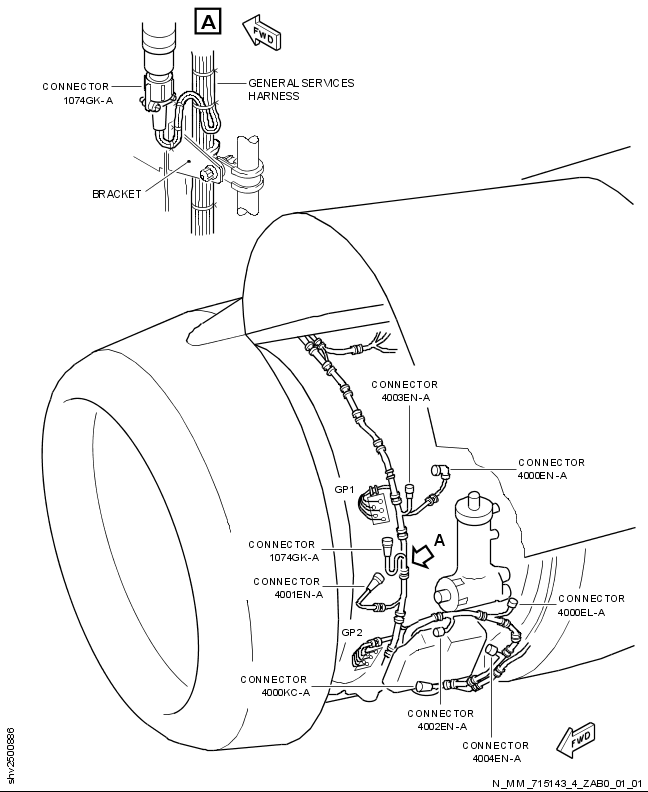 A
FWD
CONNECTOR
1074GK-A
GENERAL SERVICES
HARNESS
BRACKET
CONNECTOR
4003EN-A
CONNECTOR
4000EN-A
GP1
A
CONNECTOR
1074GK-A
CONNECTOR
4001EN-A
CONNECTOR
4000EL-A
GP2
CONNECTOR
4000KC-A
CONNECTOR
4002EN-A
CONNECTOR
4004EN-A
FWD
shv2500886
N_MM_715143_4_ZAB0_01_01